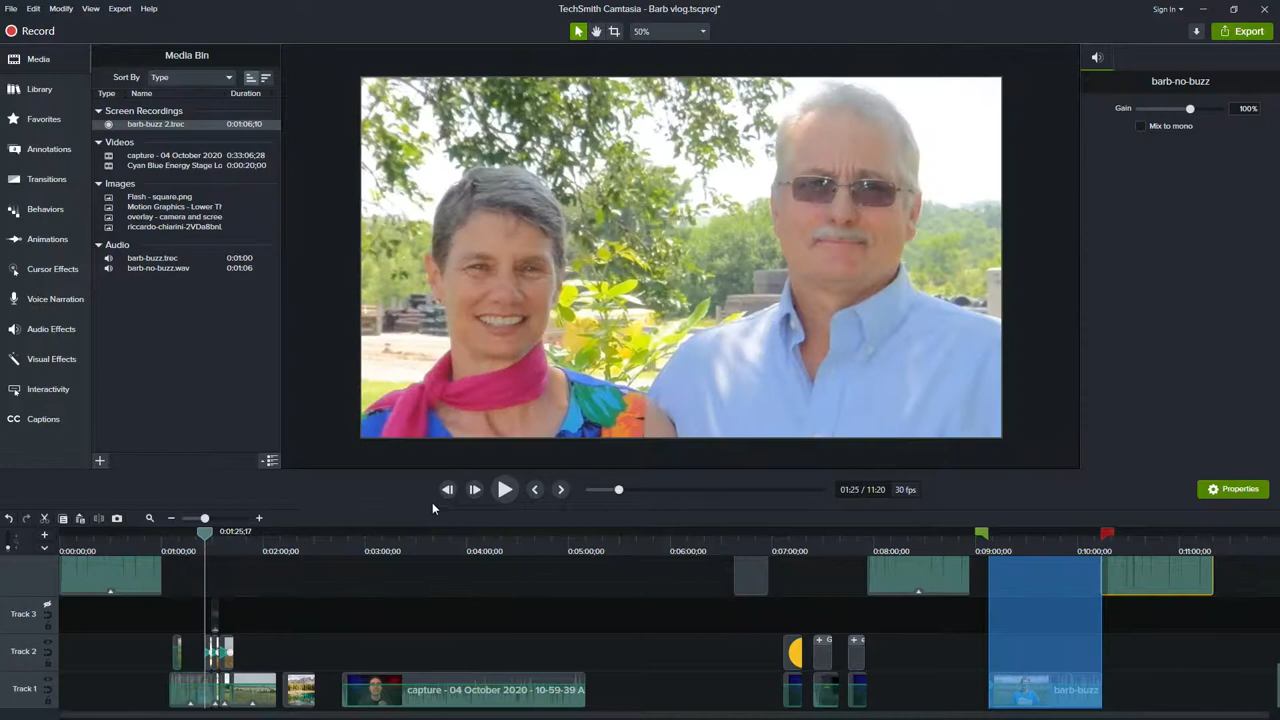 File Edit Modify View Export Help
TechSmith Camtasia - Barb vlog.tscproj*
Sign In
Record
50%
Export
Media
Library
Favorites
Annotations
Transitions
Behaviors
Animations
Cursor Effects
Voice Narration
Audio Effects
Visual Effects
Interactivity
CC Captions
Media Bin
Sort By Type
Type Name Duration
Screen Recordings
barb-buzz 2.trec 0:01:06;10
Videos
capture - 04 October 2020 0:33:06;28
Cyan Blue Energy Stage Lo 0:00:20;00
Images
Flash - square.png
Motion Graphics - Lower Th
overlay - camera and scree
riccardo-chiarini-2VDa8bnL
Audio
barb-buzz.trec 0:01:00
barb-no-buzz.wav 0:01:06
barb-no-buzz
Gain 100%
Mix to mono
01:25 / 11:20 30 fps
Properties
0:01:25;17
0:00:00;00 0:01:00;00 0:02:00;00 0:03:00;00 0:04:00;00 0:05:00;00 0:06:00;00 0:07:00;00 0:08:00;00 0:09:00;00 0:10:00;00 0:11:00;00
Track 3
Track 2
+ G
Track 1
capture - 04 October 2020 - 10-59-39 A
barb-buzz